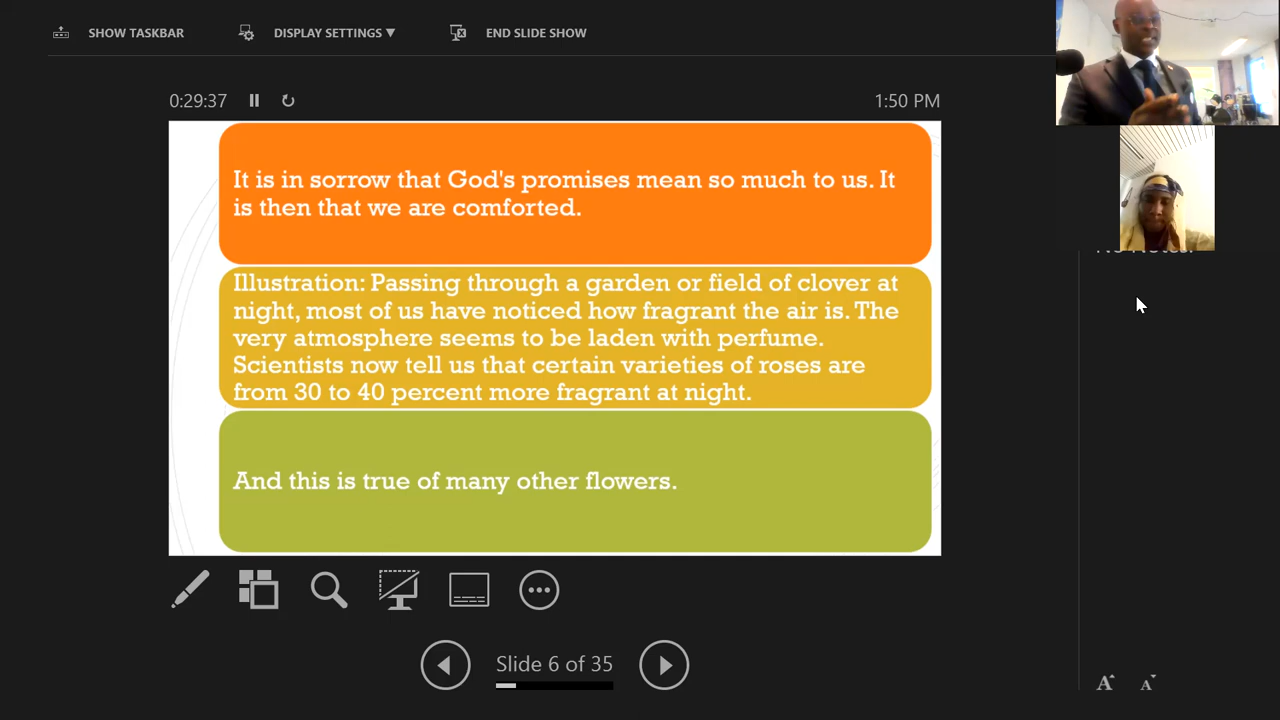 SHOW TASKBAR
DISPLAY SETTINGS ▼
END SLIDE SHOW
0:29:37
1:50 PM
It is in sorrow that God's promises mean so much to us. It
is then that we are comforted.
Illustration: Passing through a garden or field of clover at
night, most of us have noticed how fragrant the air is. The
very atmosphere seems to be laden with perfume.
Scientists now tell us that certain varieties of roses are
from 30 to 40 percent more fragrant at night.
And this is true of many other flowers.
No Notes.
Slide 6 of 35
A A